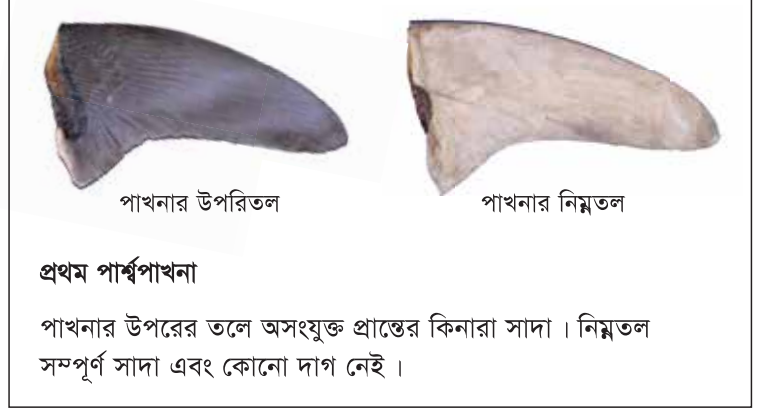 পাখনার উপরিতল
পাখনার নিম্নতল
প্রথম পার্শ্বপাখনা
পাখনার উপরের তলে অসংযুক্ত প্রান্তের কিনারা সাদা । নিম্নতল
সম্পূর্ণ সাদা এবং কোনো দাগ নেই ।